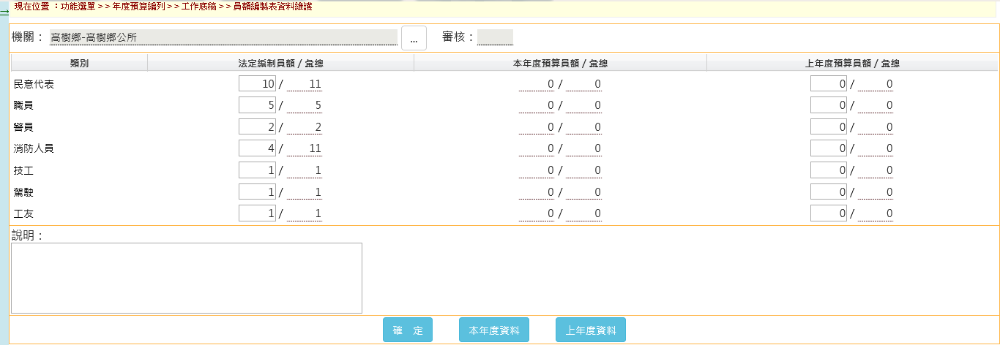 →
現在位置 ：功能選單 >> 年度預算編列 >> 工作底稿 >> 員額編製表資料維護
機關： 高樹鄉-高樹鄉公所 ... 審核：
類別 法定編制員額 / 彙總 本年度預算員額 / 彙總 上年度預算員額 / 彙總
民意代表 10 / 11 0 / 0 0 / 0
職員 5 / 5 0 / 0 0 / 0
警員 2 / 2 0 / 0 0 / 0
消防人員 4 / 11 0 / 0 0 / 0
技工 1 / 1 0 / 0 0 / 0
駕駛 1 / 1 0 / 0 0 / 0
工友 1 / 1 0 / 0 0 / 0
說明：
確 定 本年度資料 上年度資料